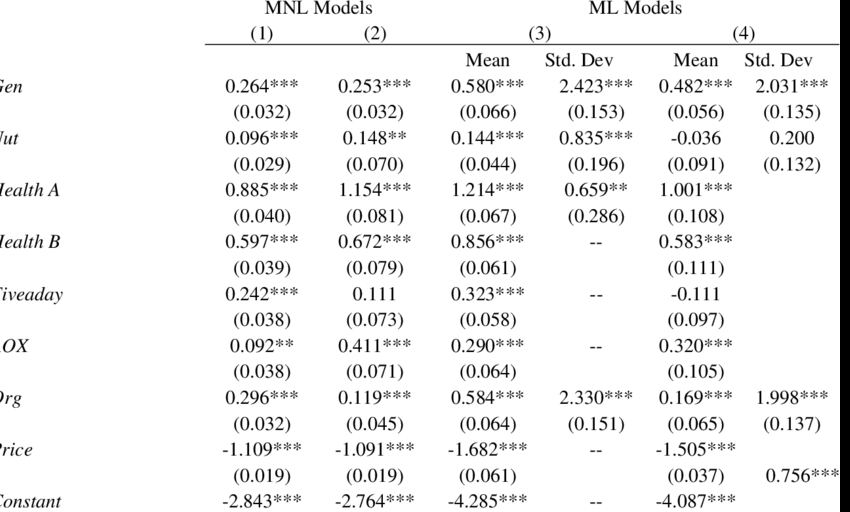 MNL Models ML Models
(1) (2) (3) (4)
Mean Std. Dev Mean Std. Dev
Gen 0.264*** 0.253*** 0.580*** 2.423*** 0.482*** 2.031***
(0.032) (0.032) (0.066) (0.153) (0.056) (0.135)
Nut 0.096*** 0.148** 0.144*** 0.835*** -0.036 0.200
(0.029) (0.070) (0.044) (0.196) (0.091) (0.132)
Health A 0.885*** 1.154*** 1.214*** 0.659** 1.001***
(0.040) (0.081) (0.067) (0.286) (0.108)
Health B 0.597*** 0.672*** 0.856*** -- 0.583***
(0.039) (0.079) (0.061) (0.111)
Fiveaday 0.242*** 0.111 0.323*** -- -0.111
(0.038) (0.073) (0.058) (0.097)
OX 0.092** 0.411*** 0.290*** -- 0.320***
(0.038) (0.071) (0.064) (0.105)
Org 0.296*** 0.119*** 0.584*** 2.330*** 0.169*** 1.998***
(0.032) (0.045) (0.064) (0.151) (0.065) (0.137)
Price -1.109*** -1.091*** -1.682*** -- -1.505***
(0.019) (0.019) (0.061) (0.037) 0.756***
Constant -2.843*** -2.764*** -4.285*** -- -4.087***